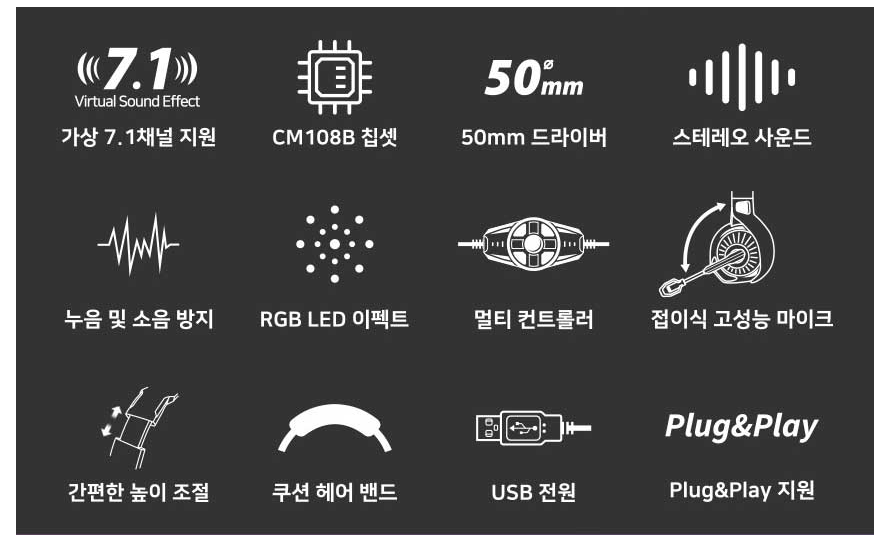 7.1
Virtual Sound Effect
가상 7.1채널 지원
CM108B 칩셋
50ømm
50mm 드라이버
스테레오 사운드
누음 및 소음 방지
RGB LED 이펙트
멀티 컨트롤러
접이식 고성능 마이크
간편한 높이 조절
쿠션 헤어 밴드
USB 전원
Plug&Play
Plug&Play 지원